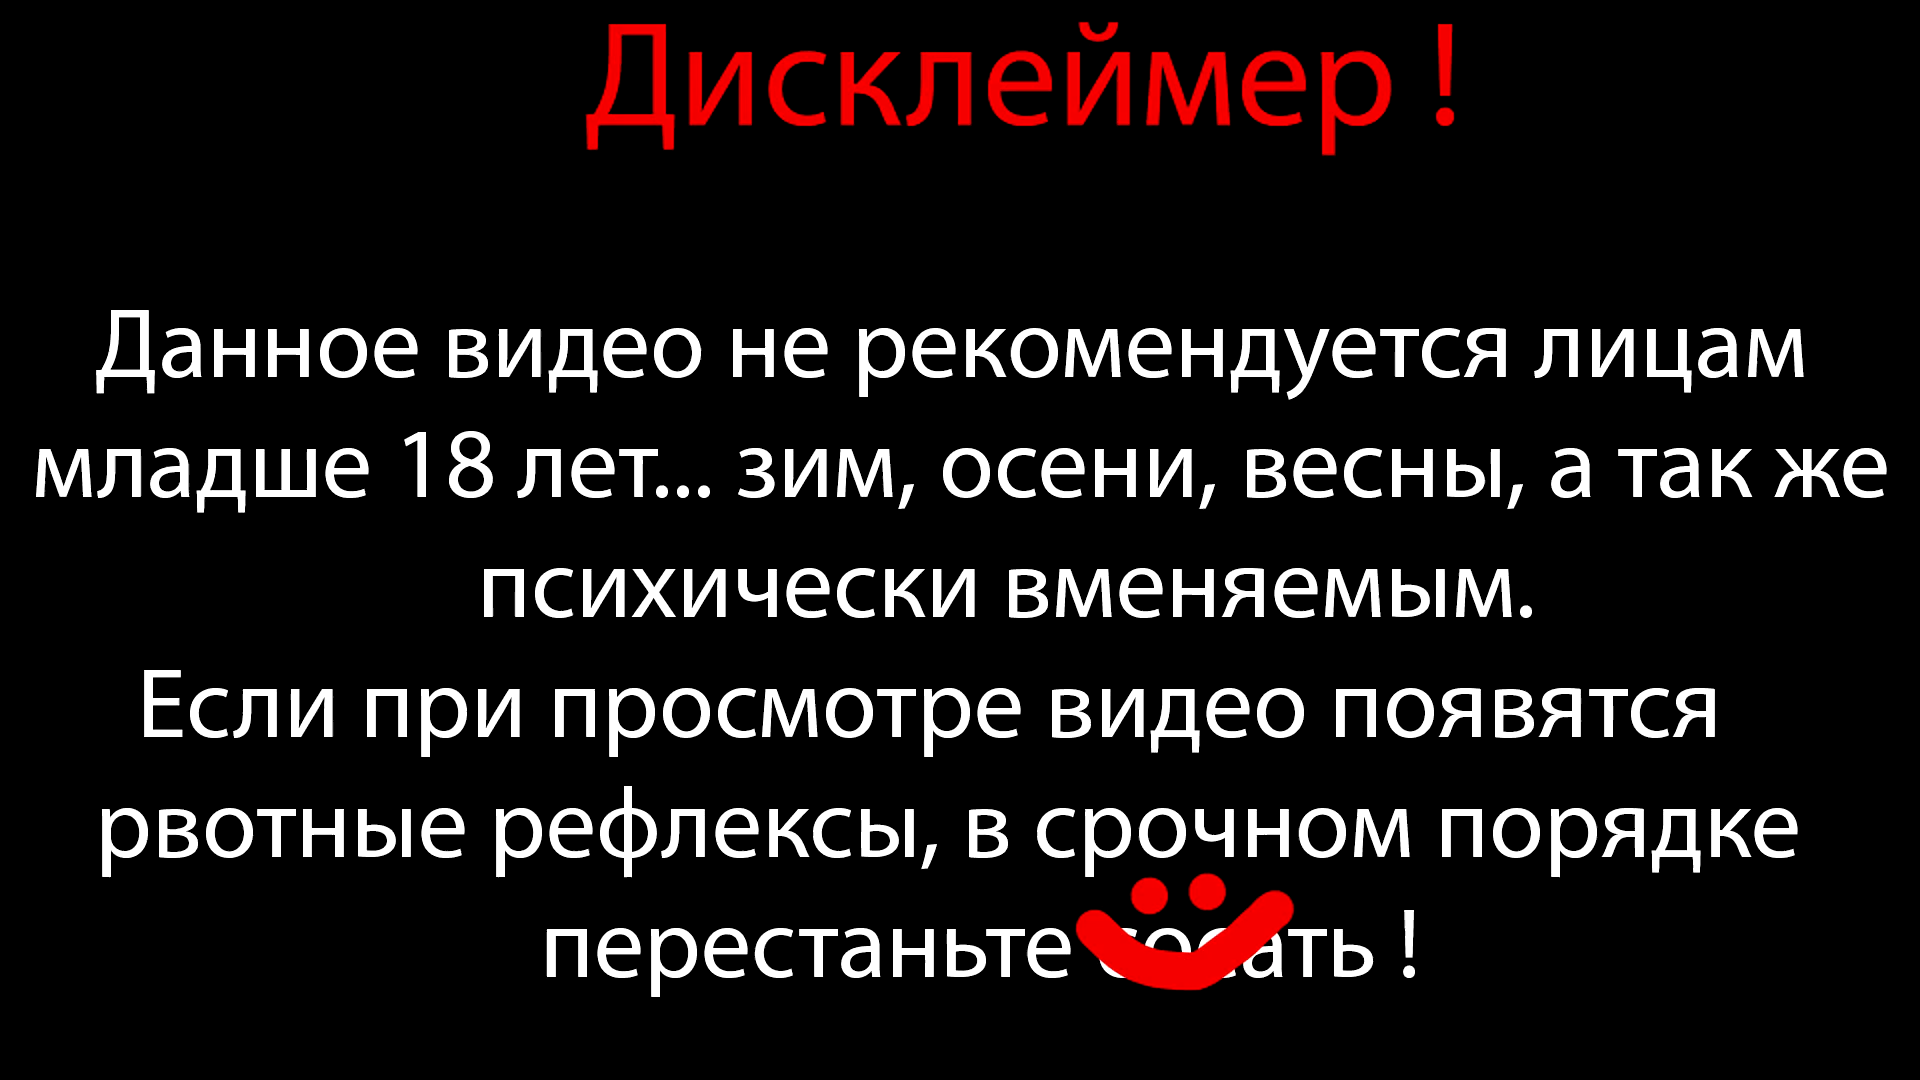 Дисклеймер !
Данное видео не рекомендуется лицам
младше 18 лет... зим, осени, весны, а так же
психически вменяемым.
Если при просмотре видео появятся
рвотные рефлексы, в срочном порядке
перестаньте сосать !